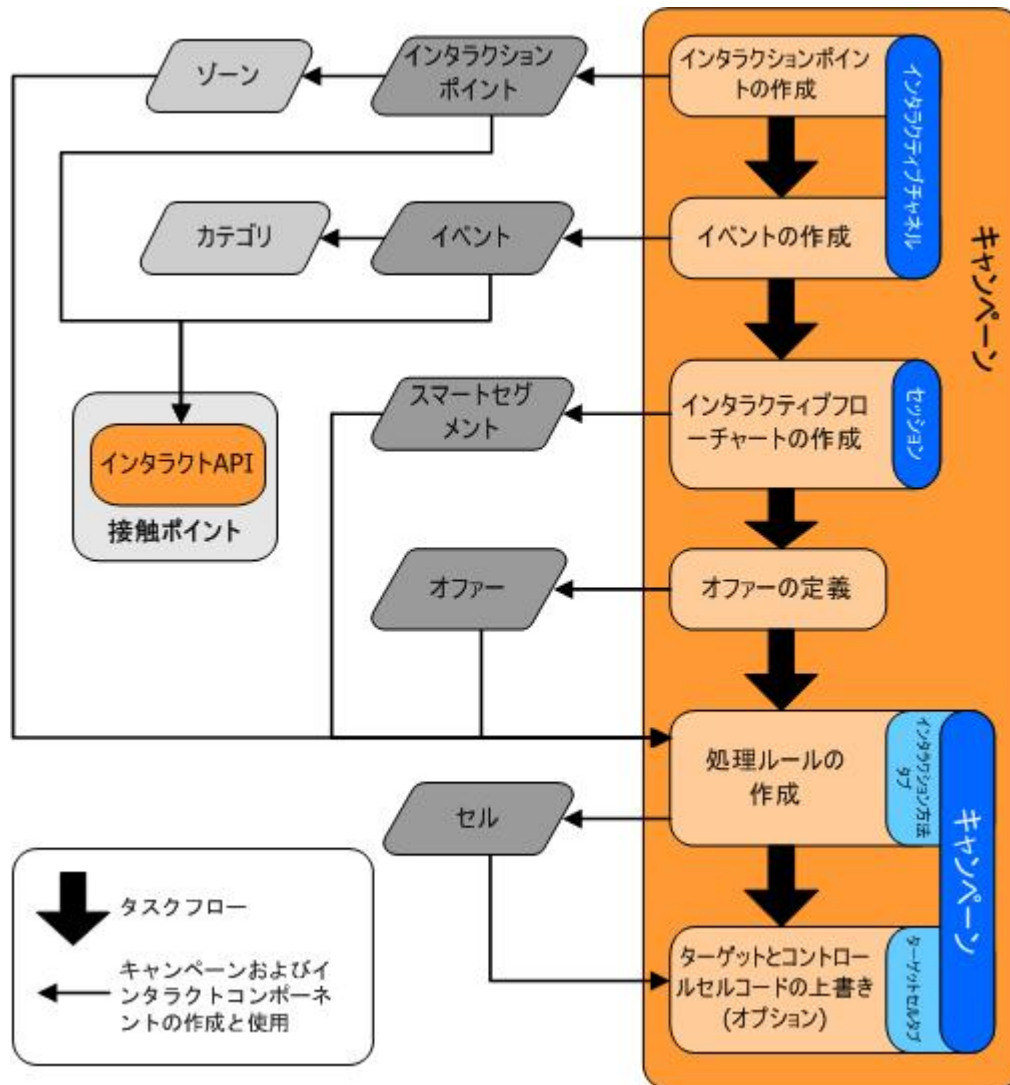 ゾーン
インタラクション
ポイント
インタラクションポイン
トの作成
インタラクティブチャネル
キャンペーン
カテゴリ
イベント
イベントの作成
スマートセグ
メント
インタラクティブフロ
ーチャートの作成
セッション
インタラクトAPI
接触ポイント
オファー
オファーの定義
処理ルールの
作成
インタラクション方法
タブ
キャンペーン
セル
ターゲットとコントロー
ルセルコードの上書き
(オプション)
ターゲットセルタブ
タスクフロー
キャンペーンおよびイ
ンタラクトコンポーネ
ントの作成と使用